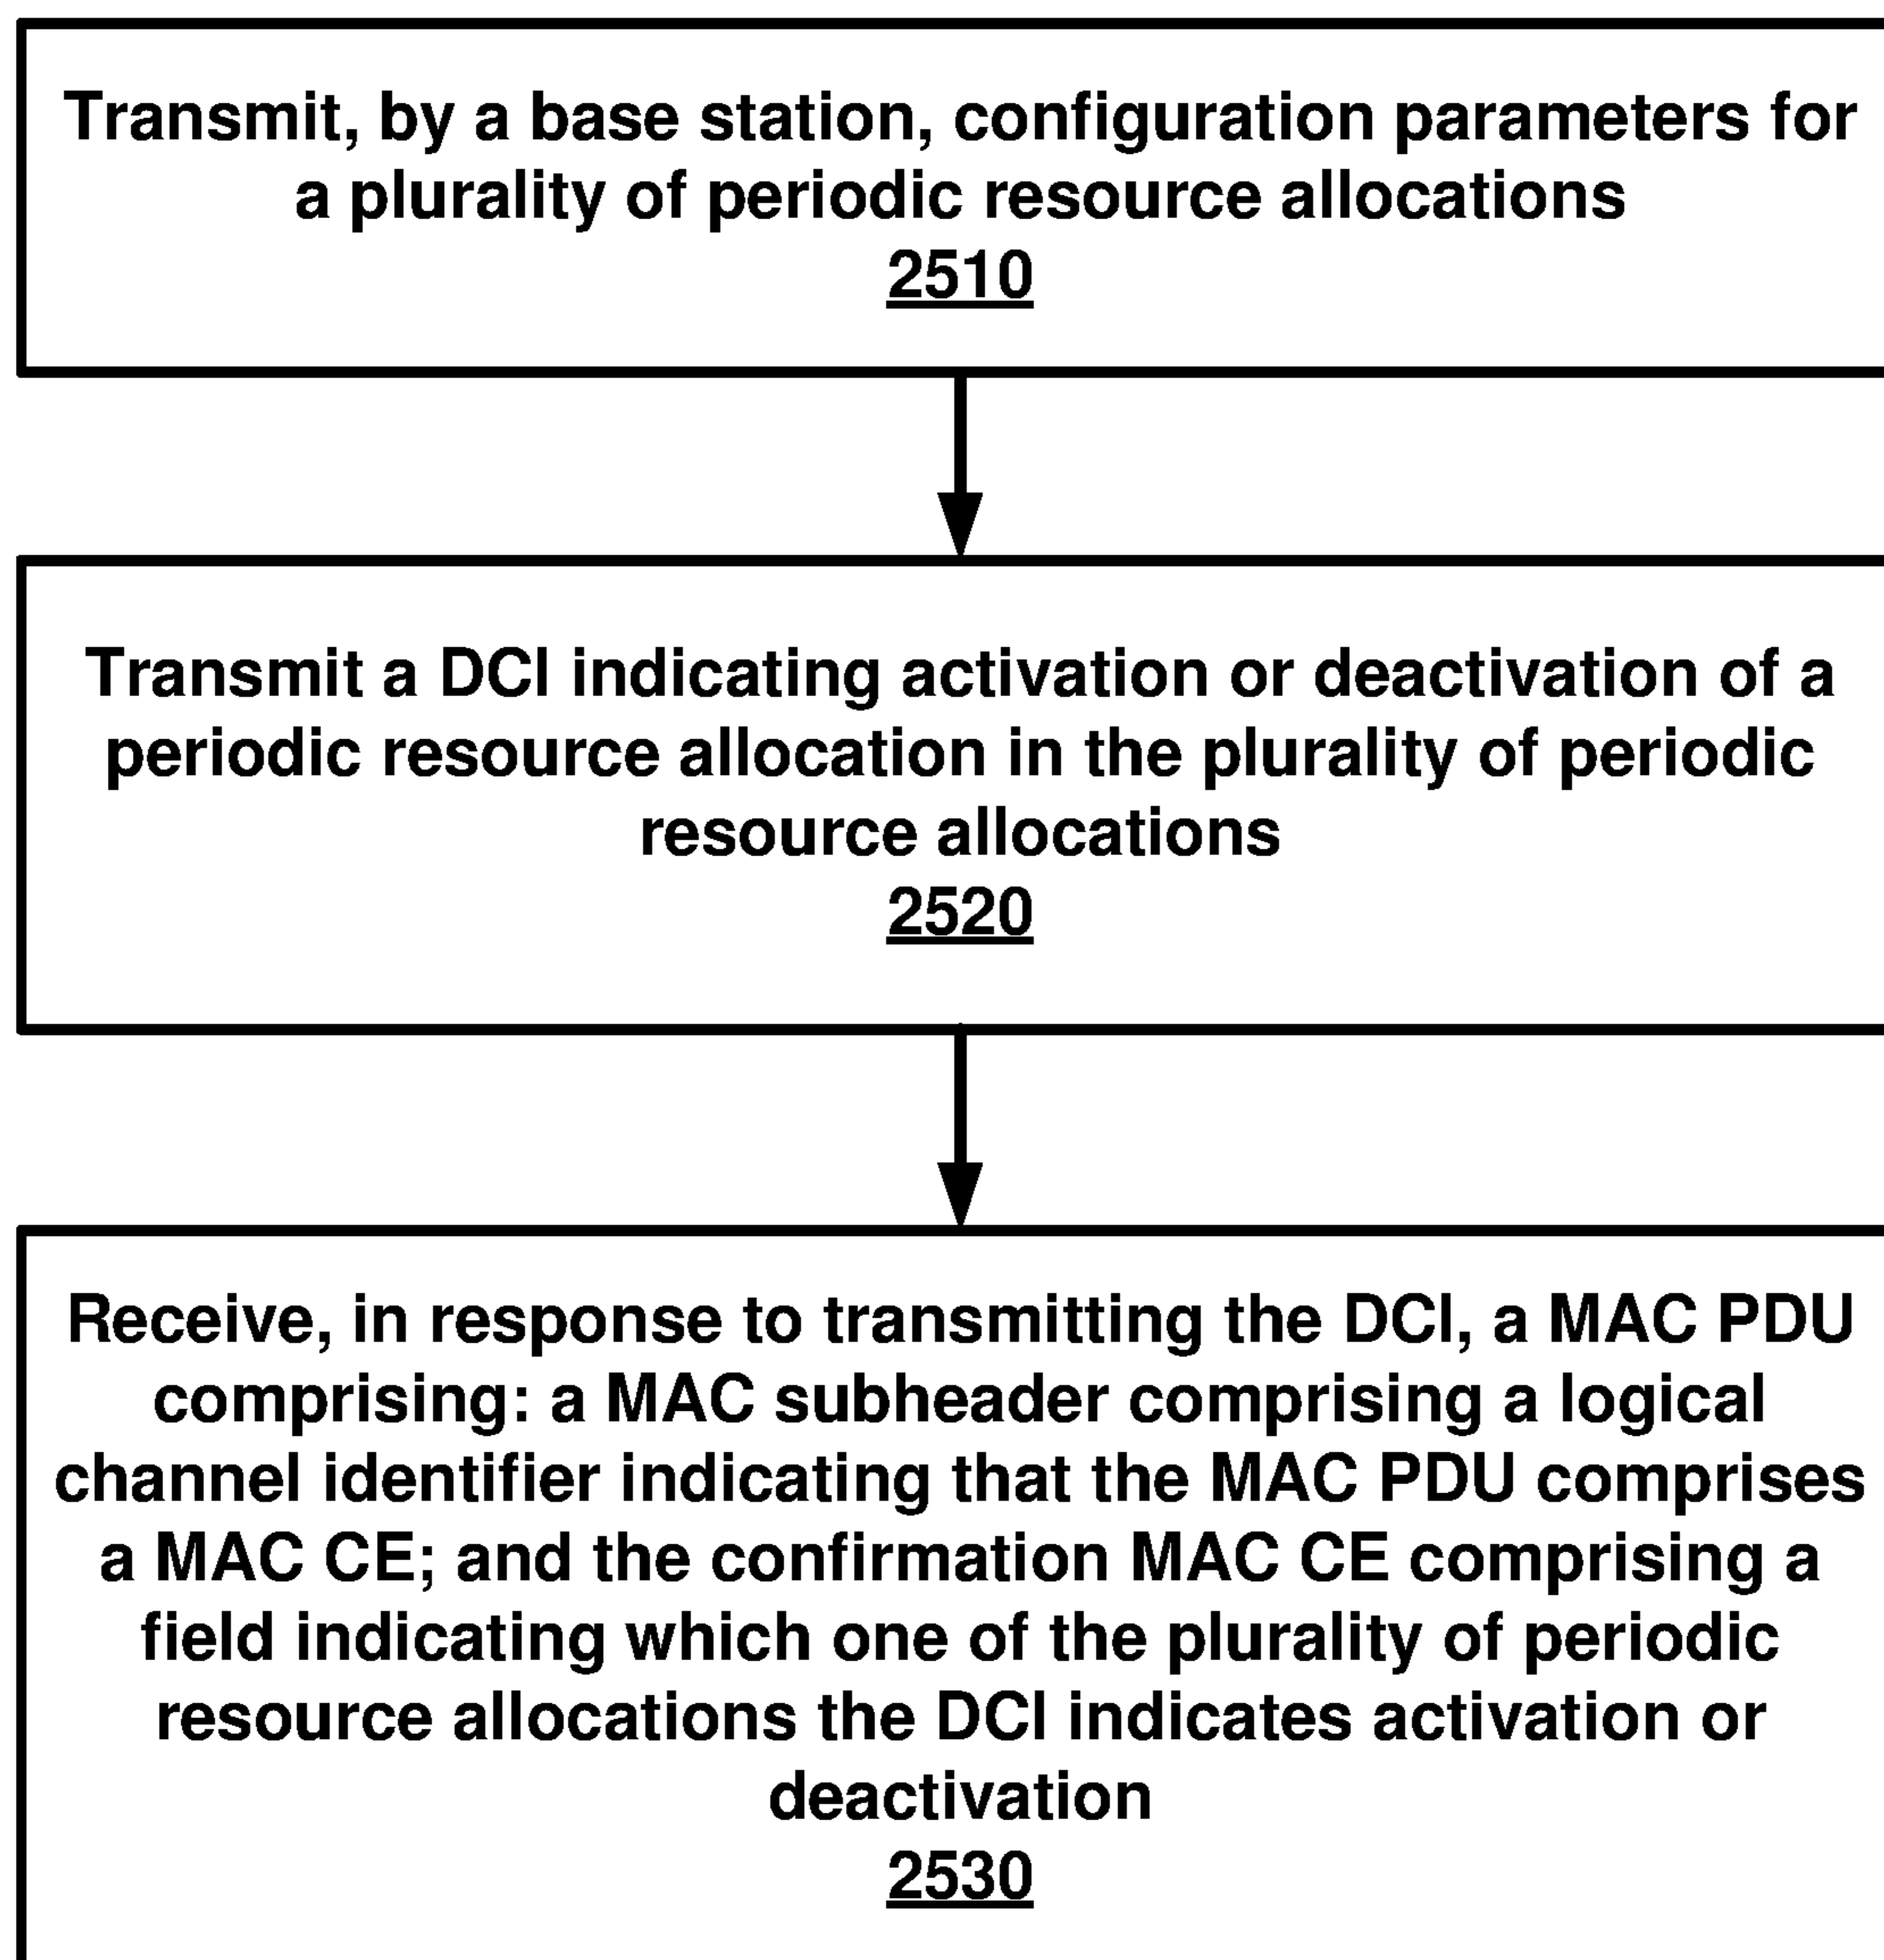 Transmit, by a base station, configuration parameters for
a plurality of periodic resource allocations
2510
Transmit a DCI indicating activation or deactivation of a
periodic resource allocation in the plurality of periodic
resource allocations
2520
Receive, in response to transmitting the DCI, a MAC PDU
comprising: a MAC subheader comprising a logical
channel identifier indicating that the MAC PDU comprises
a MAC CE; and the confirmation MAC CE comprising a
field indicating which one of the plurality of periodic
resource allocations the DCI indicates activation or
deactivation
2530